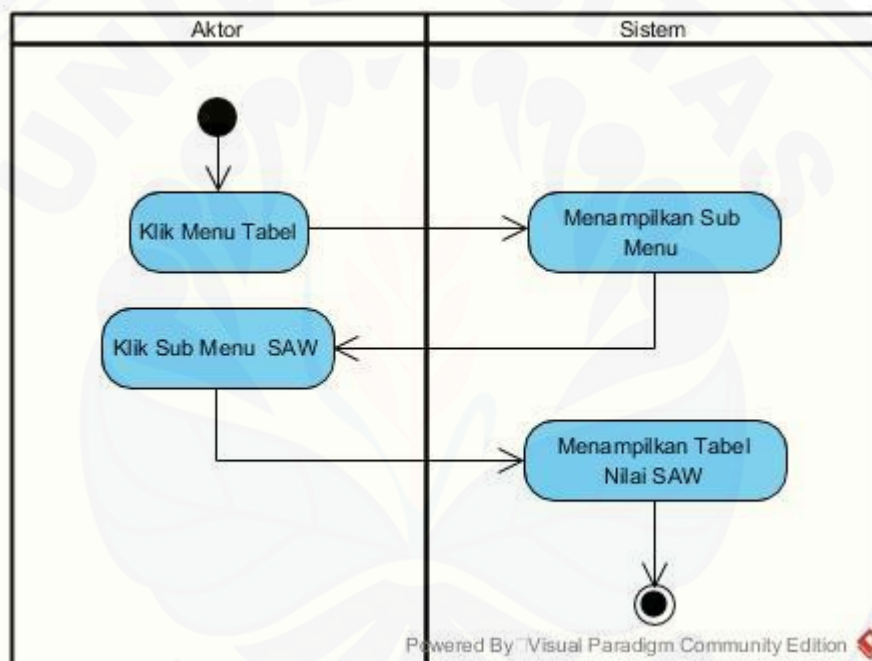 Aktor
Sistem
Klik Menu Tabel
Menampilkan Sub
Menu
Klik Sub Menu SAW
Menampilkan Tabel
Nilai SAW
Powered By Visual Paradigm Community Edition
UNIVERSITAS